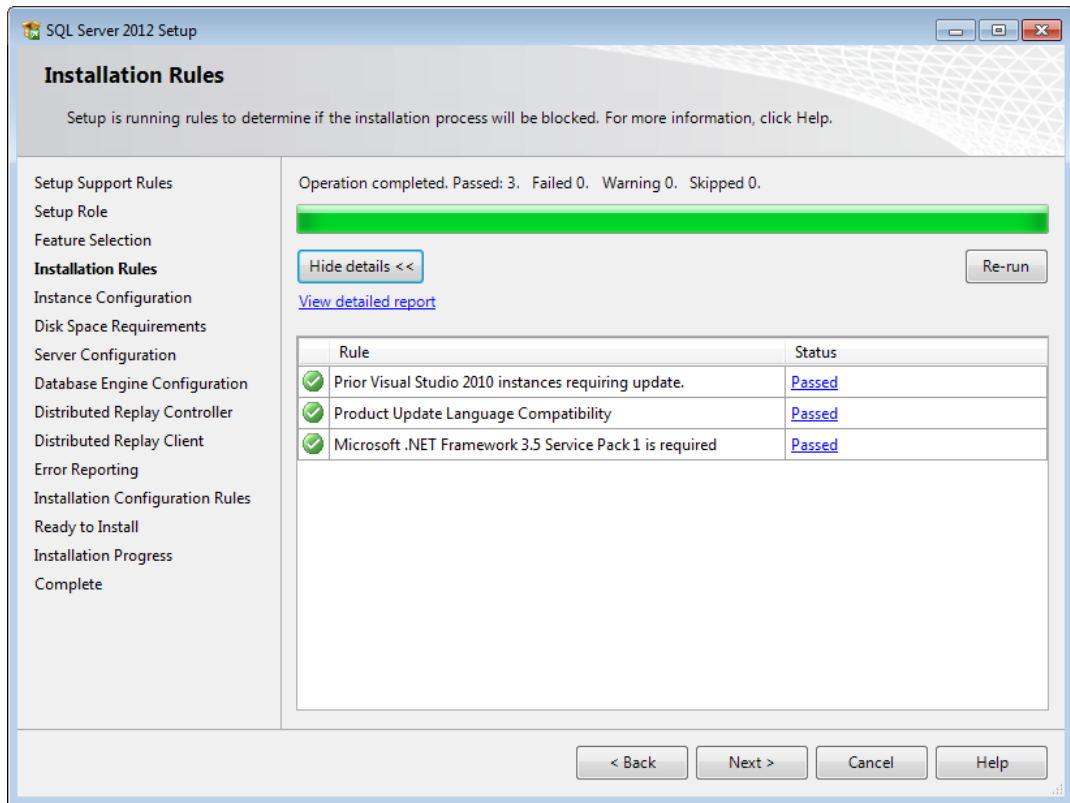 SQL Server 2012 Setup
Installation Rules
Setup is running rules to determine if the installation process will be blocked. For more information, click Help.
Setup Support Rules
Setup Role
Feature Selection
Installation Rules
Instance Configuration
Disk Space Requirements
Server Configuration
Database Engine Configuration
Distributed Replay Controller
Distributed Replay Client
Error Reporting
Installation Configuration Rules
Ready to Install
Installation Progress
Complete
Operation completed. Passed: 3. Failed 0. Warning 0. Skipped 0.
Hide details <<
Re-run
View detailed report
Rule Status
Prior Visual Studio 2010 instances requiring update. Passed
Product Update Language Compatibility Passed
Microsoft .NET Framework 3.5 Service Pack 1 is required Passed
< Back Next > Cancel Help